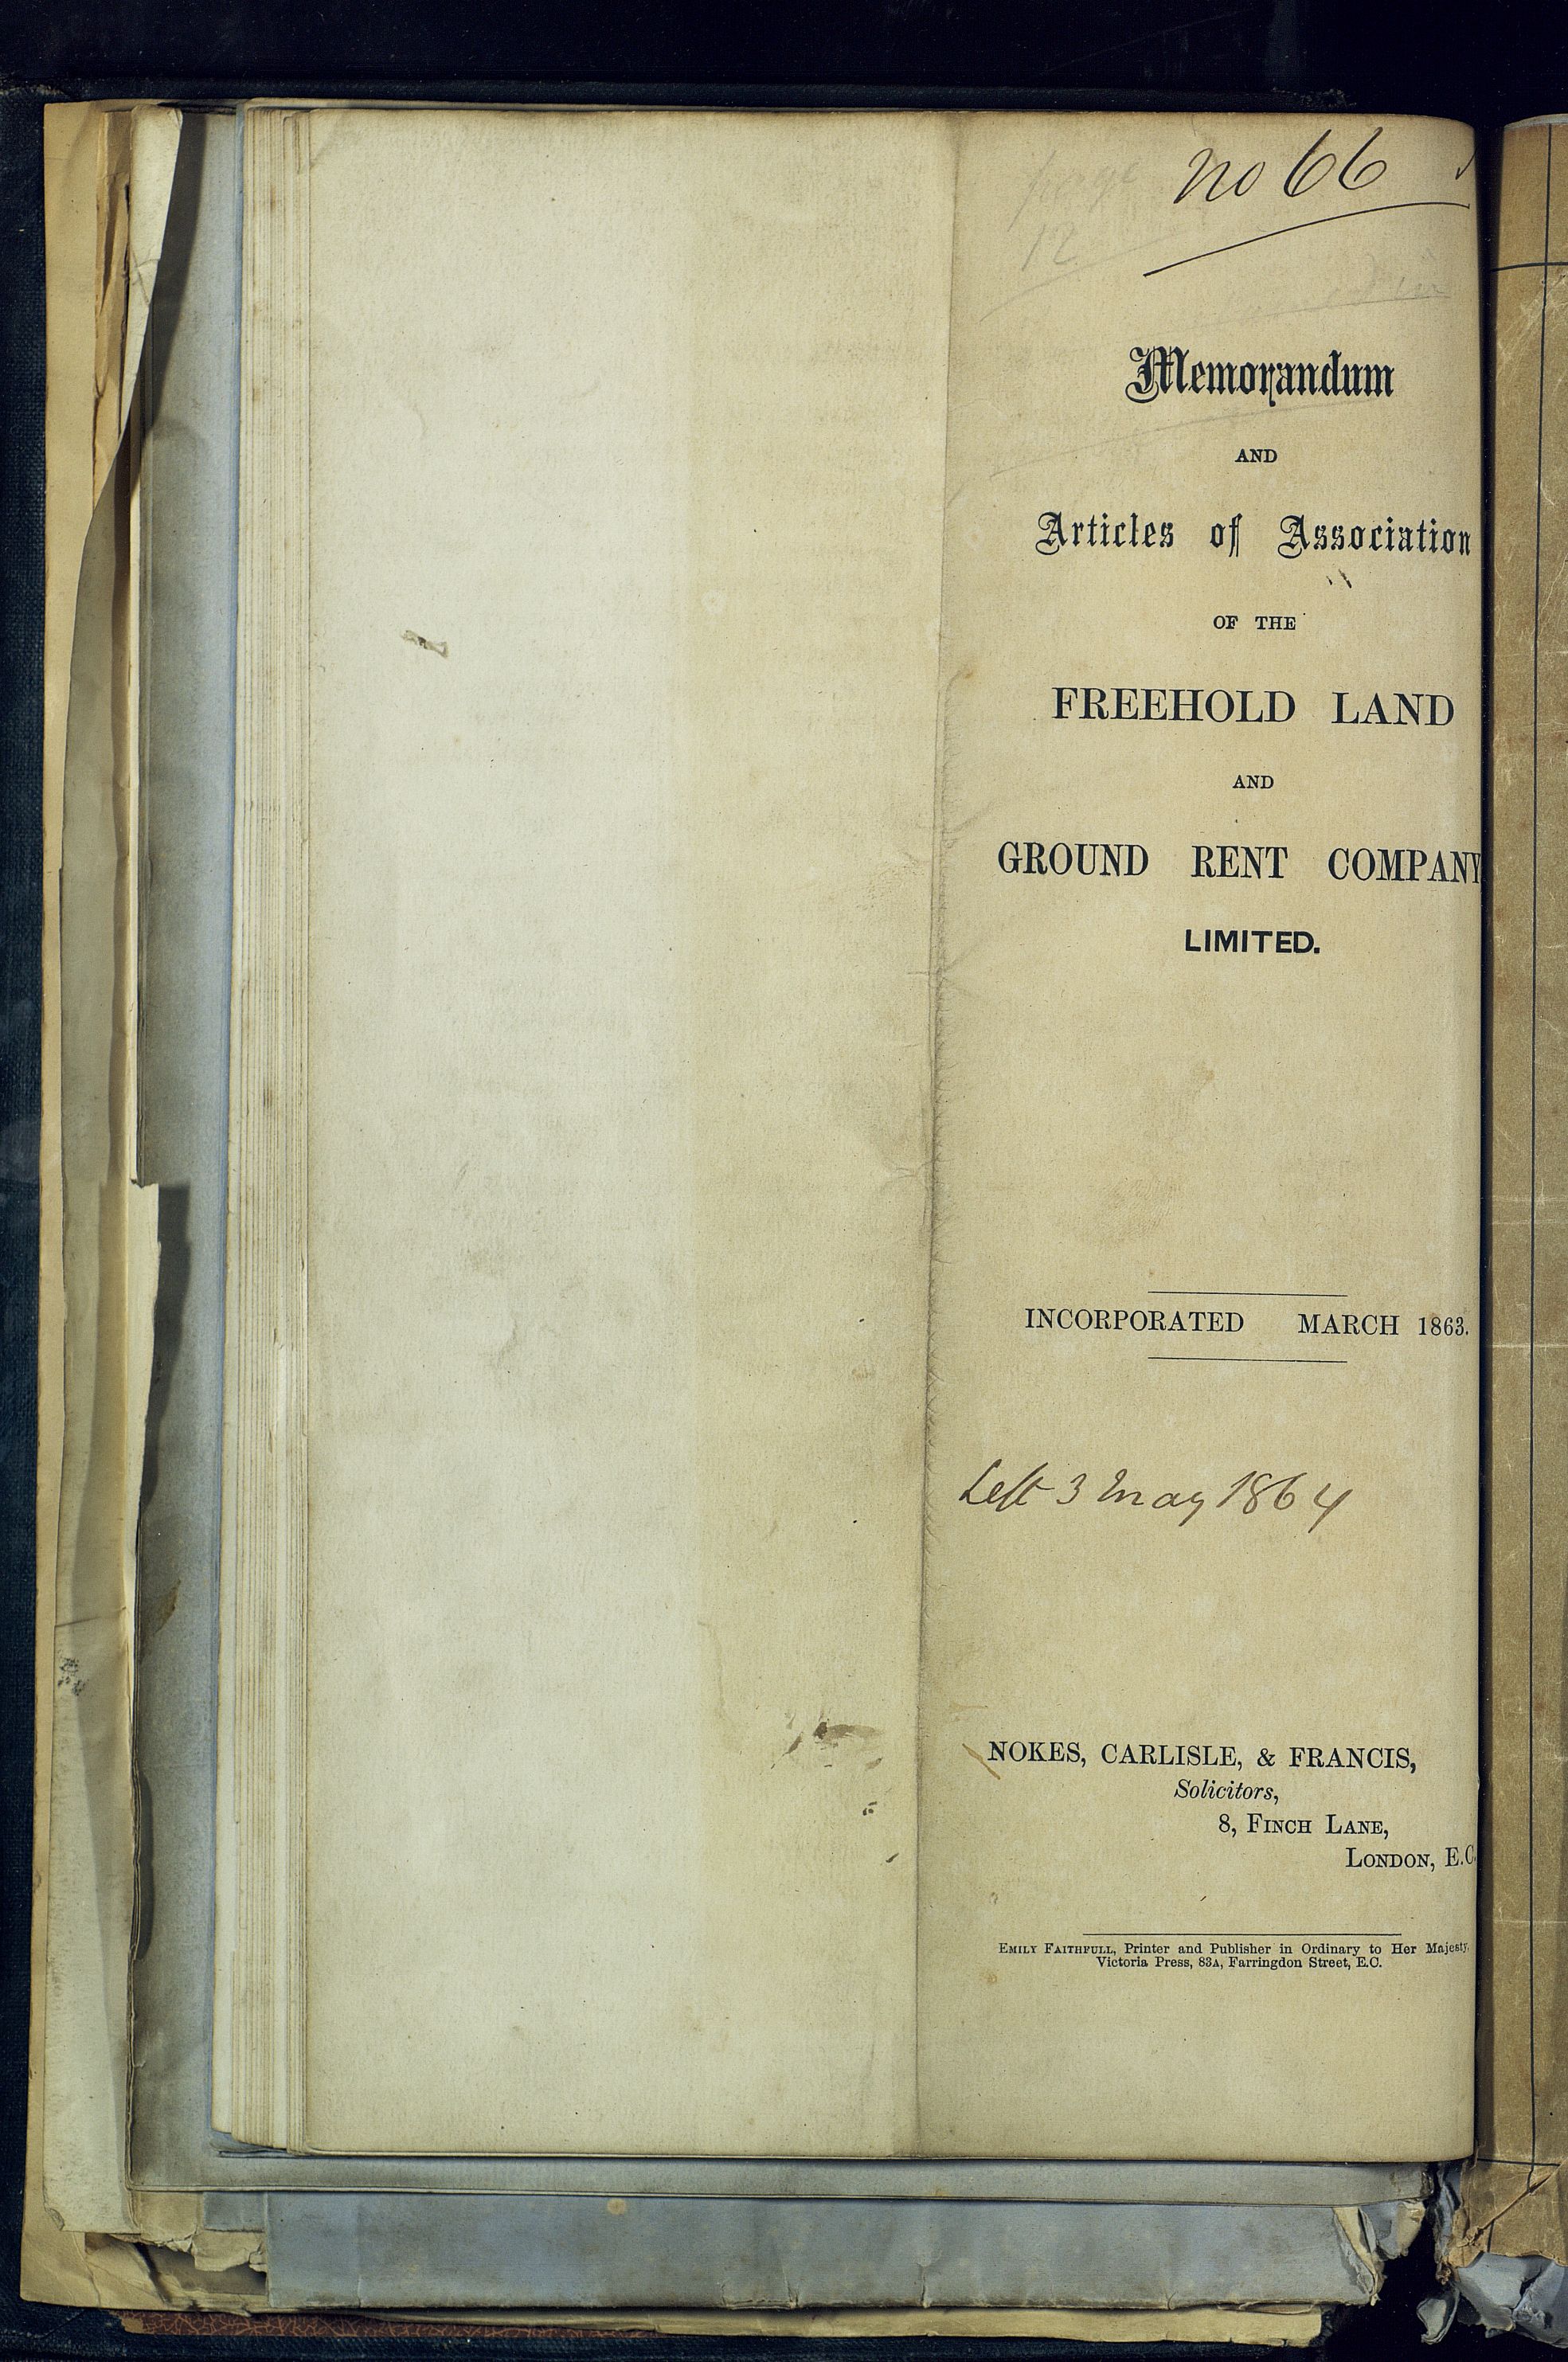 page
no 66
12
Memorandum
AND
Articles of Association
OF THE
FREEHOLD LAND
AND
GROUND RENT COMPANY
LIMITED.
INCORPORATED MARCH 1863.
Left 3 May 1864
NOKES, CARLISLE, & FRANCIS,
Solicitors,
8, FINCH LANE,
LONDON, E.C.
EMILY FAITHFULL, Printer and Publisher in Ordinary to Her Majesty,
Victoria Press, 83A, Farringdon Street, E.C.